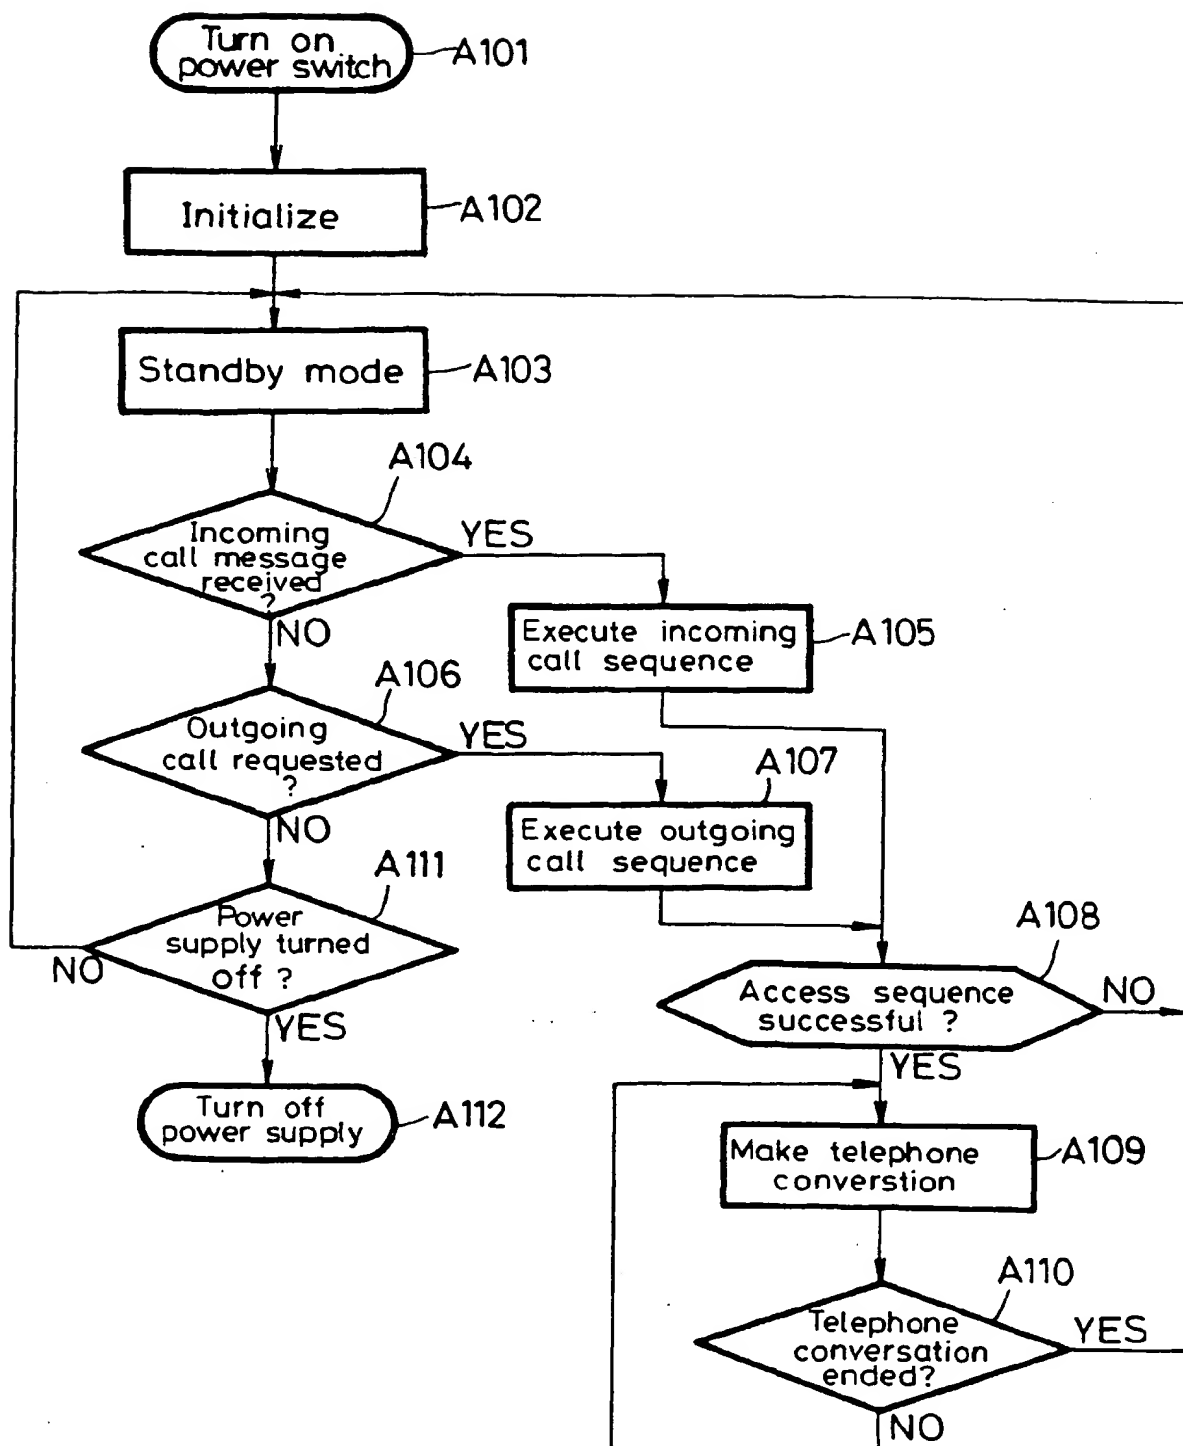 Turn on
power switch
A101
Initialize
A102
Standby mode
A103
A104
Incoming
call message
received
?
YES
NO
Execute incoming
call sequence
A105
A106
Outgoing
call requested
?
YES
NO
A107
Execute outgoing
call sequence
A111
Power
supply turned
off ?
NO
YES
A108
Access sequence
successful ?
NO
YES
Turn off
power supply
A112
Make telephone
converstion
A109
A110
Telephone
conversation
ended?
YES
NO